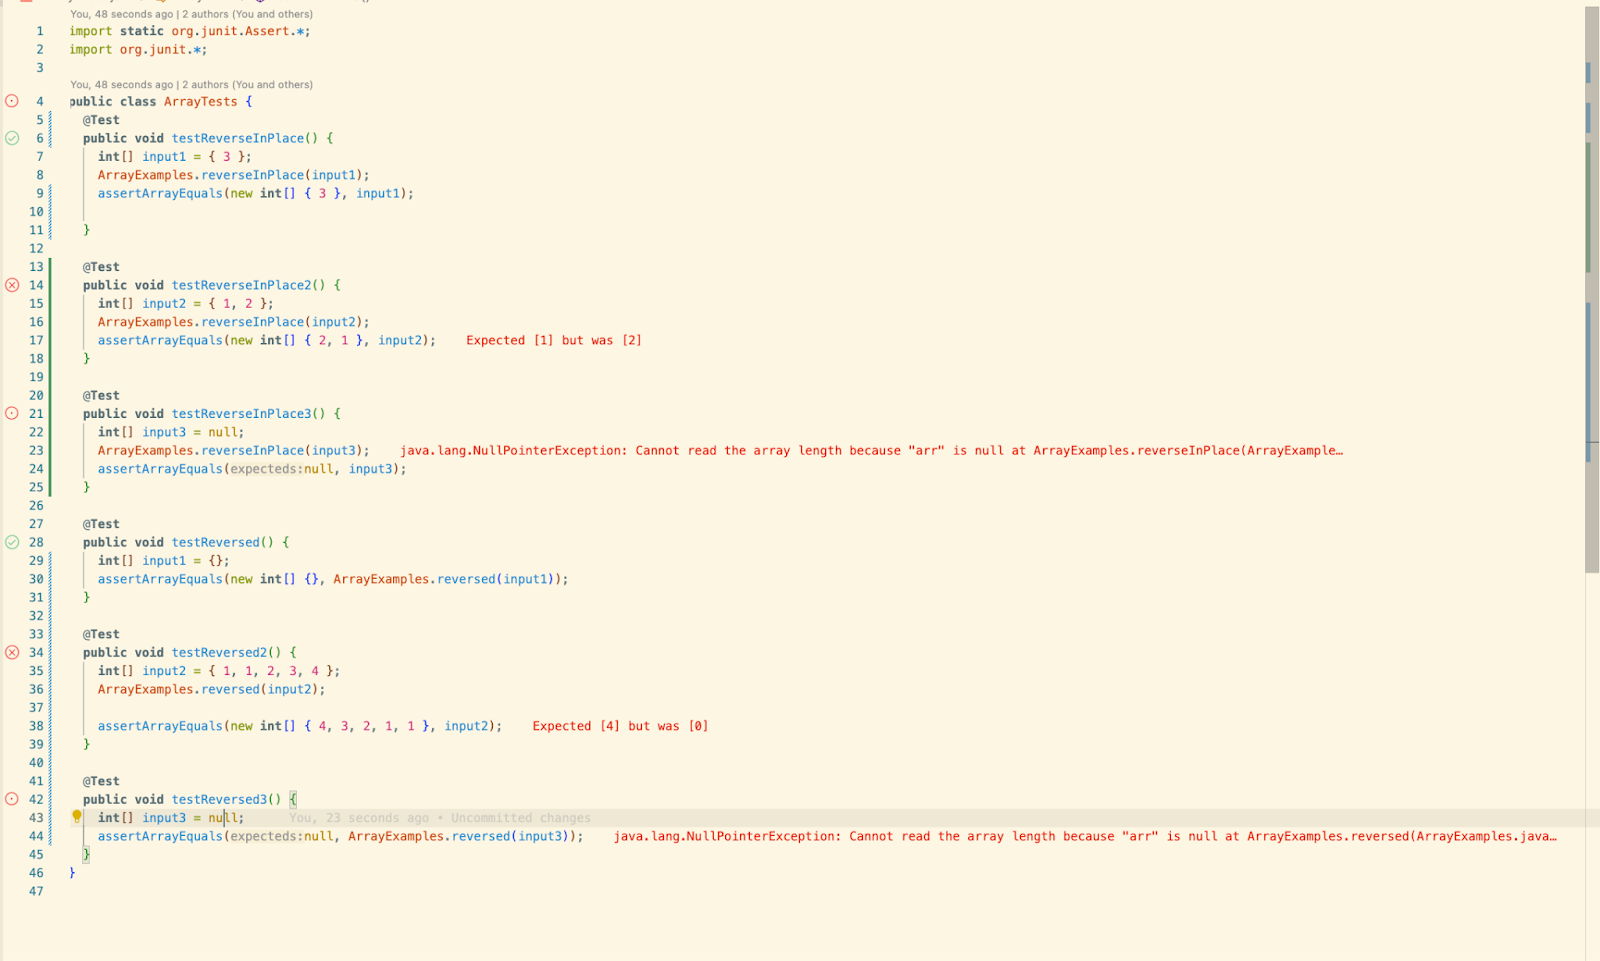 You, 48 seconds ago | 2 authors (You and others)
1 import static org.junit.Assert.*;
2 import org.junit.*;
3
You, 48 seconds ago | 2 authors (You and others)
4 public class ArrayTests {
5 @Test
6 public void testReverseInPlace() {
7 int[] input1 = { 3 };
8 ArrayExamples.reverseInPlace(input1);
9 assertArrayEquals(new int[] { 3 }, input1);
10
11 }
12
13 @Test
14 public void testReverseInPlace2() {
15 int[] input2 = { 1, 2 };
16 ArrayExamples.reverseInPlace(input2);
17 assertArrayEquals(new int[] { 2, 1 }, input2); Expected [1] but was [2]
18 }
19
20 @Test
21 public void testReverseInPlace3() {
22 int[] input3 = null;
23 ArrayExamples.reverseInPlace(input3); java.lang.NullPointerException: Cannot read the array length because "arr" is null at ArrayExamples.reverseInPlace(ArrayExample…
24 assertArrayEquals(expecteds:null, input3);
25 }
26
27 @Test
28 public void testReversed() {
29 int[] input1 = {};
30 assertArrayEquals(new int[] {}, ArrayExamples.reversed(input1));
31 }
32
33 @Test
34 public void testReversed2() {
35 int[] input2 = { 1, 1, 2, 3, 4 };
36 ArrayExamples.reversed(input2);
37
38 assertArrayEquals(new int[] { 4, 3, 2, 1, 1 }, input2); Expected [4] but was [0]
39 }
40
41 @Test
42 public void testReversed3() {
43 int[] input3 = null; You, 23 seconds ago • Uncommitted changes
44 assertArrayEquals(expecteds:null, ArrayExamples.reversed(input3)); java.lang.NullPointerException: Cannot read the array length because "arr" is null at ArrayExamples.reversed(ArrayExamples.java…
45 }
46 }
47